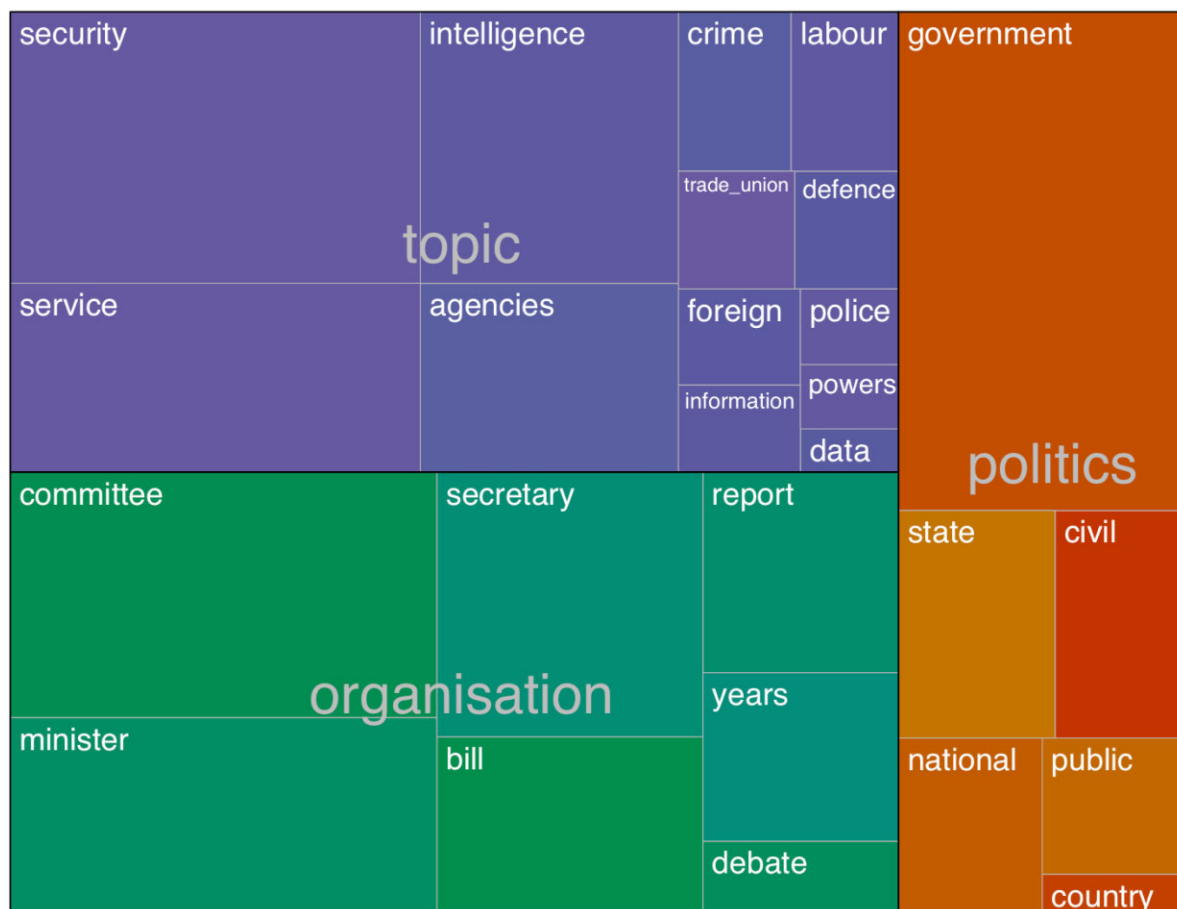 security
intelligence
crime
labour
government
trade_union
defence
topic
service
agencies
foreign
police
information
powers
data
politics
committee
secretary
report
state
civil
organisation
years
minister
bill
national
public
debate
country